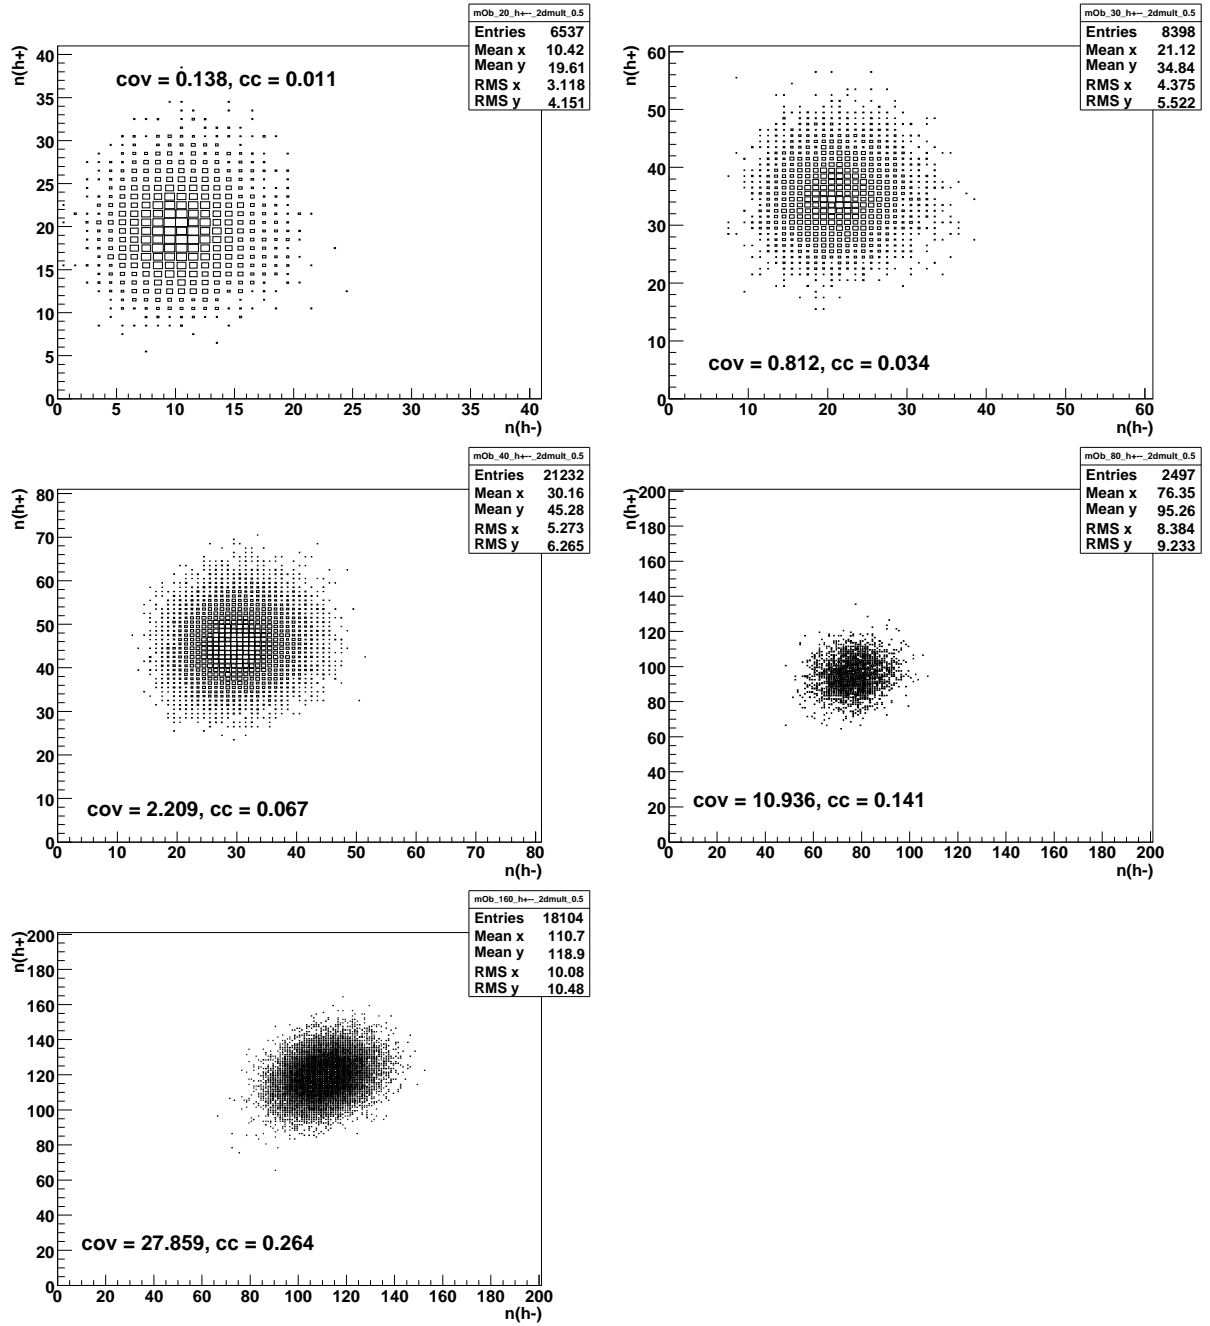 mOb_20_h+--_2dmult_0.5
Entries 6537
Mean x 10.42
Mean y 19.61
RMS x 3.118
RMS y 4.151
n(h+)
cov = 0.138, cc = 0.011
40
35
30
25
20
15
10
5
0
0 5 10 15 20 25 30 35 40
n(h-)
mOb_30_h+--_2dmult_0.5
Entries 8398
Mean x 21.12
Mean y 34.84
RMS x 4.375
RMS y 5.522
n(h+)
60
50
40
30
20
10
0
cov = 0.812, cc = 0.034
0 10 20 30 40 50 60
n(h-)
mOb_40_h+--_2dmult_0.5
Entries 21232
Mean x 30.16
Mean y 45.28
RMS x 5.273
RMS y 6.265
n(h+)
80
70
60
50
40
30
20
10
0
cov = 2.209, cc = 0.067
0 10 20 30 40 50 60 70 80
n(h-)
mOb_80_h+--_2dmult_0.5
Entries 2497
Mean x 76.35
Mean y 95.26
RMS x 8.384
RMS y 9.233
n(h+)
200
180
160
140
120
100
80
60
40
20
0
cov = 10.936, cc = 0.141
0 20 40 60 80 100 120 140 160 180 200
n(h-)
mOb_160_h+--_2dmult_0.5
Entries 18104
Mean x 110.7
Mean y 118.9
RMS x 10.08
RMS y 10.48
n(h+)
200
180
160
140
120
100
80
60
40
20
0
cov = 27.859, cc = 0.264
0 20 40 60 80 100 120 140 160 180 200
n(h-)